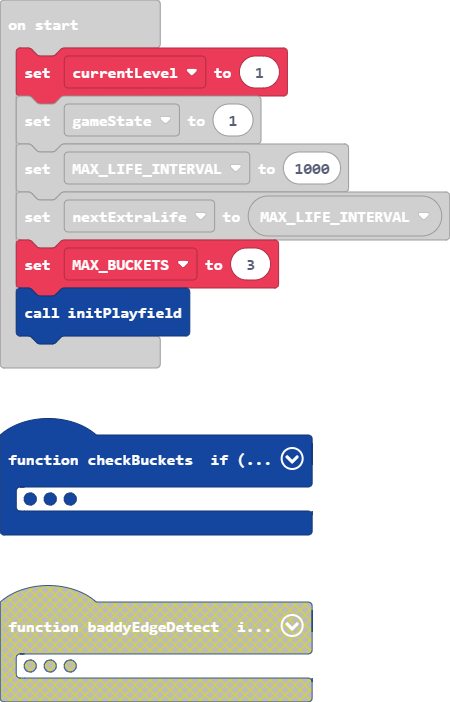 on start
set currentLevel to 1
set gameState to 1
set MAX_LIFE_INTERVAL to 1000
set nextExtraLife to MAX_LIFE_INTERVAL
set MAX_BUCKETS to 3
call initPlayfield
function checkBuckets if (...
function baddyEdgeDetect i...